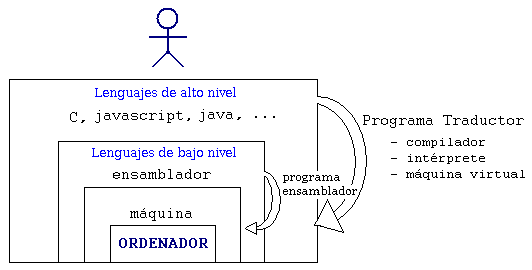 Lenguajes de alto nivel
C, javascript, java, ...
Lenguajes de bajo nivel
ensamblador
máquina
ORDENADOR
programa
ensamblador
Programa Traductor
- compilador
- intérprete
- máquina virtual